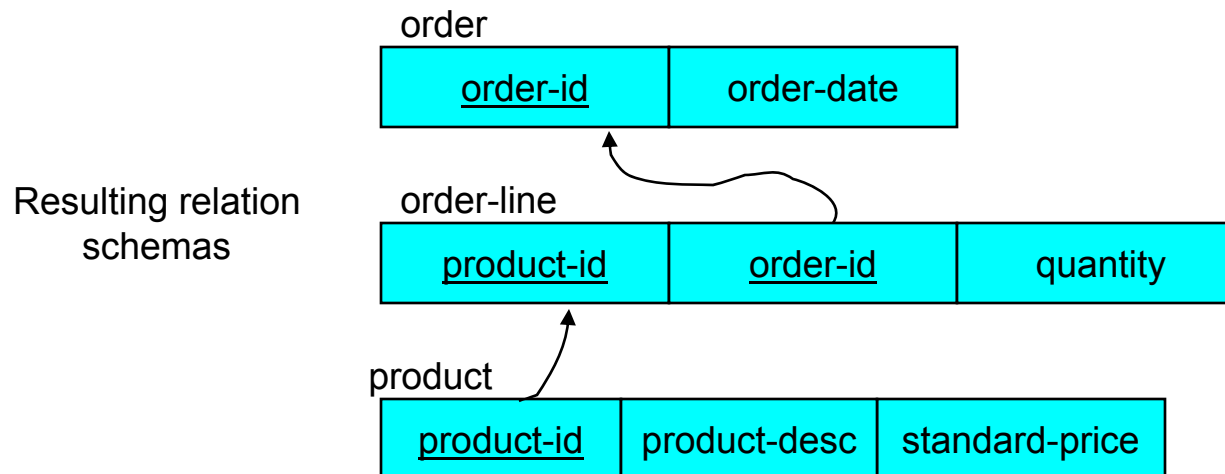 order
order-id order-date
Resulting relation
schemas
order-line
product-id order-id quantity
product
product-id product-desc standard-price